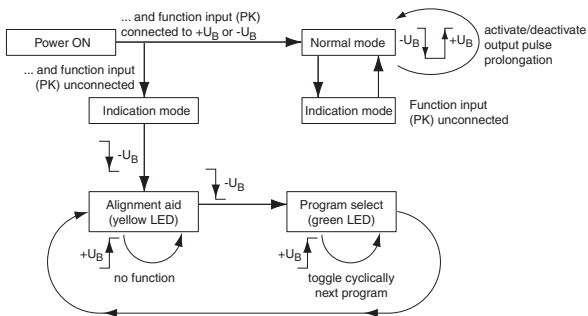 ... and function input (PK)
connected to +UB or -UB
Power ON
Normal mode
-UB
+UB
activate/deactivate
output pulse
prolongation
... and function input
(PK) unconnected
Indication mode
Indication mode
Function input
(PK) unconnected
-UB
-UB
Alignment aid
(yellow LED)
Program select
(green LED)
+UB
no function
+UB
toggle cyclically
next program